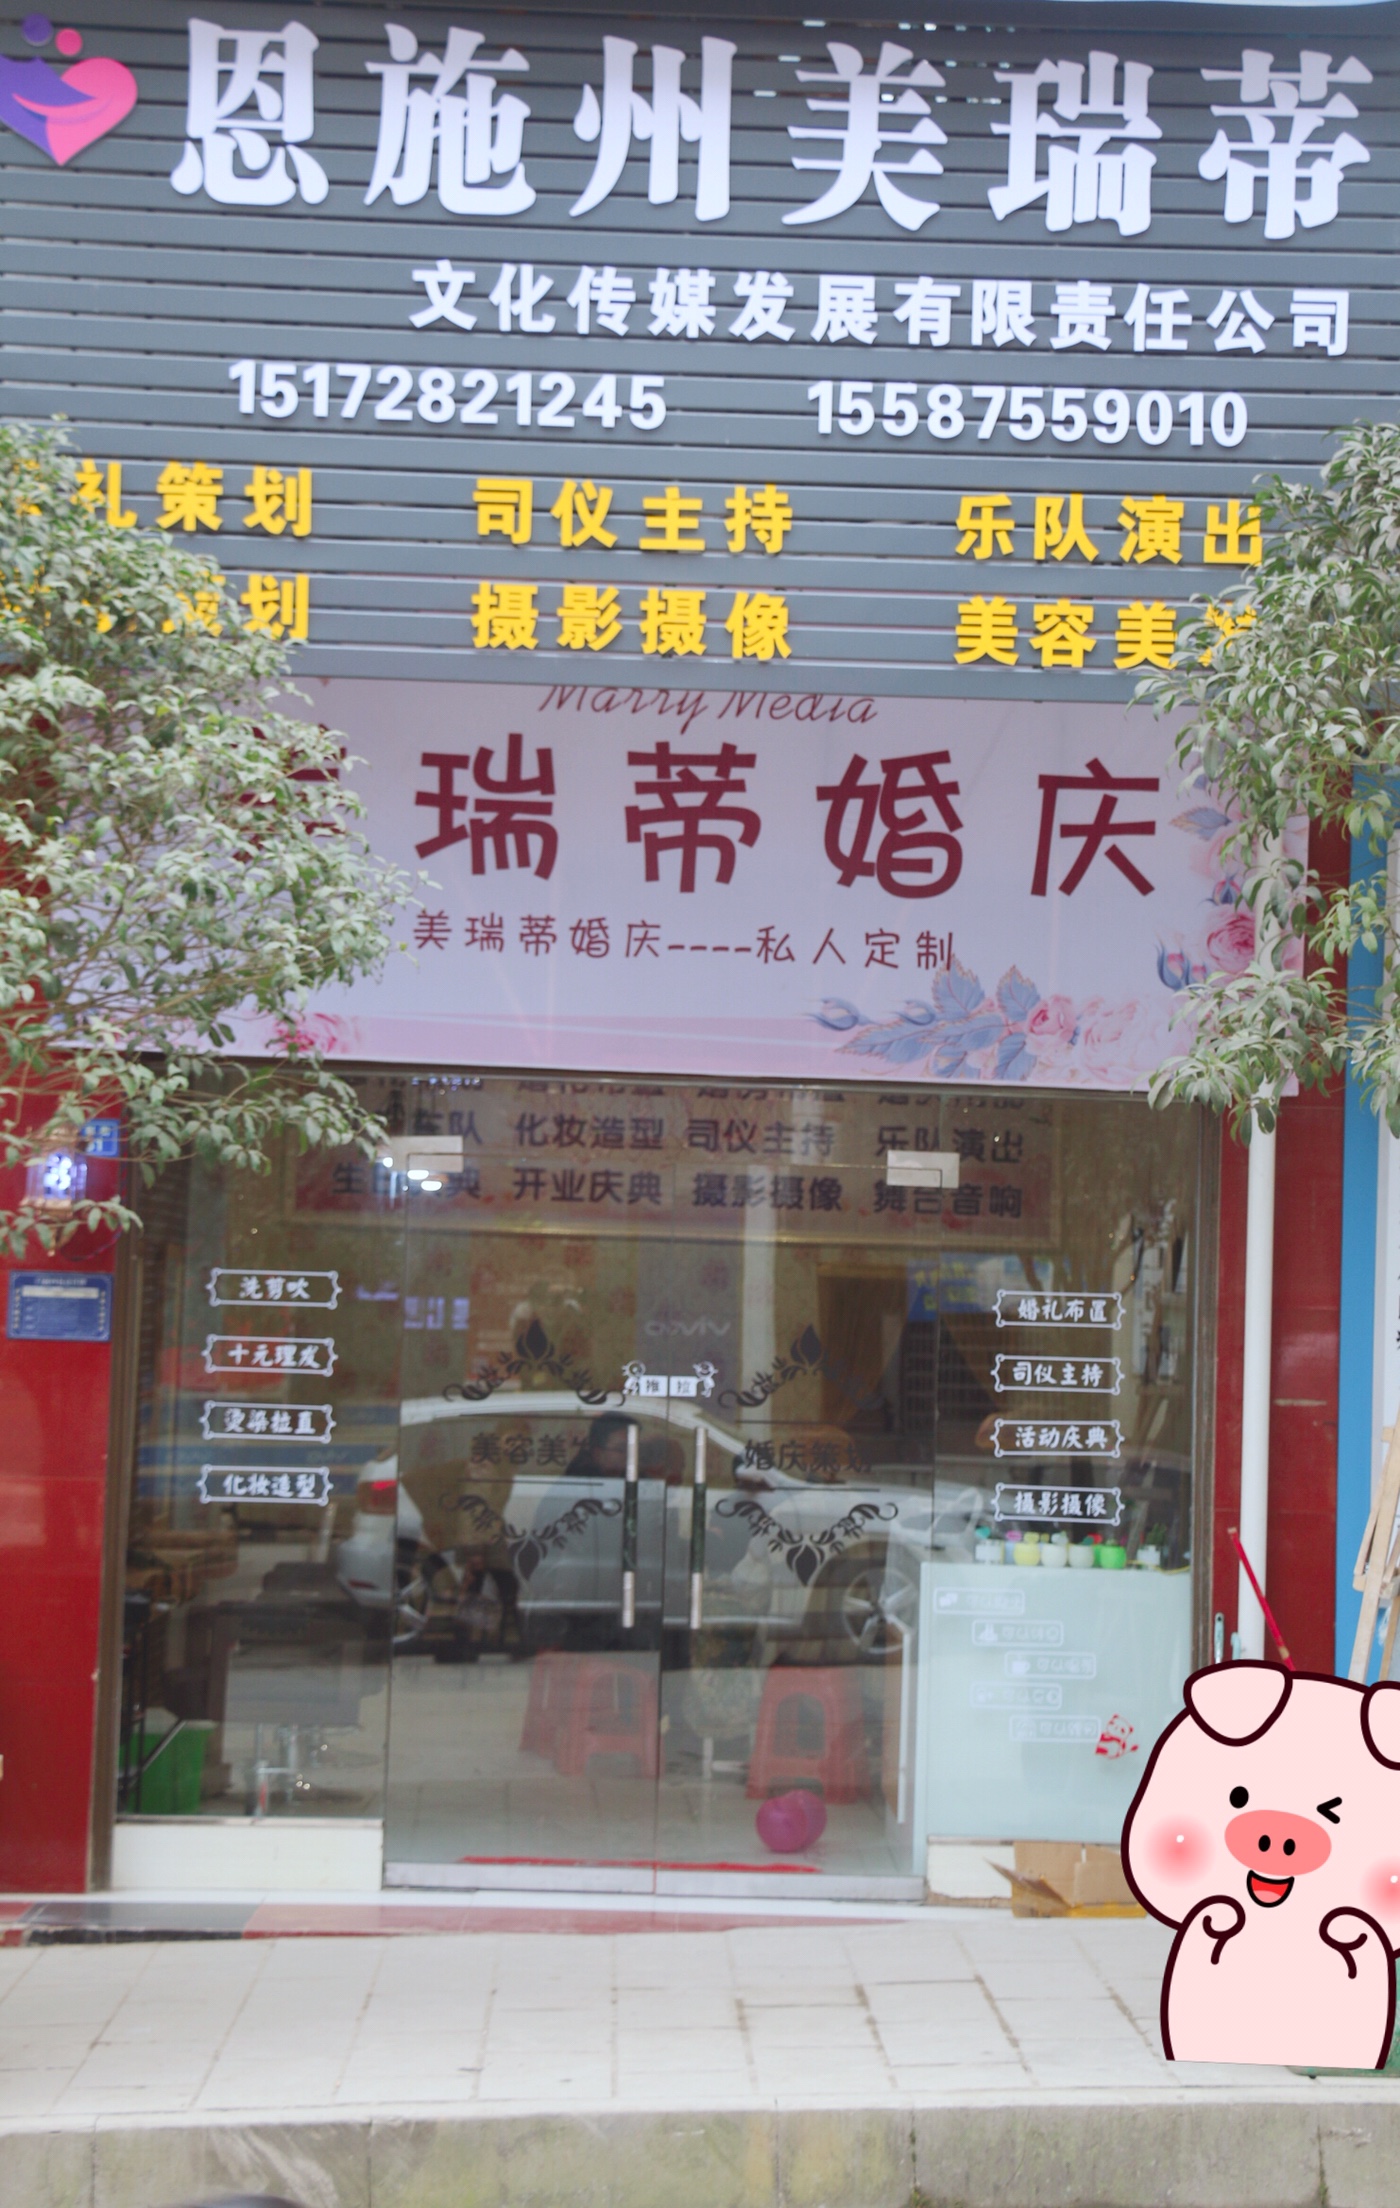 恩施州美瑞蒂
文化传媒发展有限责任公司
15172821245 15587559010
礼策划 司仪主持 乐队演出
策划 摄影摄像 美容美
Marry Media
瑞蒂婚庆
美瑞蒂婚庆----私人定制
车队 化妆造型 司仪主持 乐队演出
开业庆典 摄影摄像 舞台音响
洗剪吹
十元理发
烫染拉直
化妆造型
推 拉
美容美
婚庆策划
婚礼布置
司仪主持
活动庆典
摄影摄像